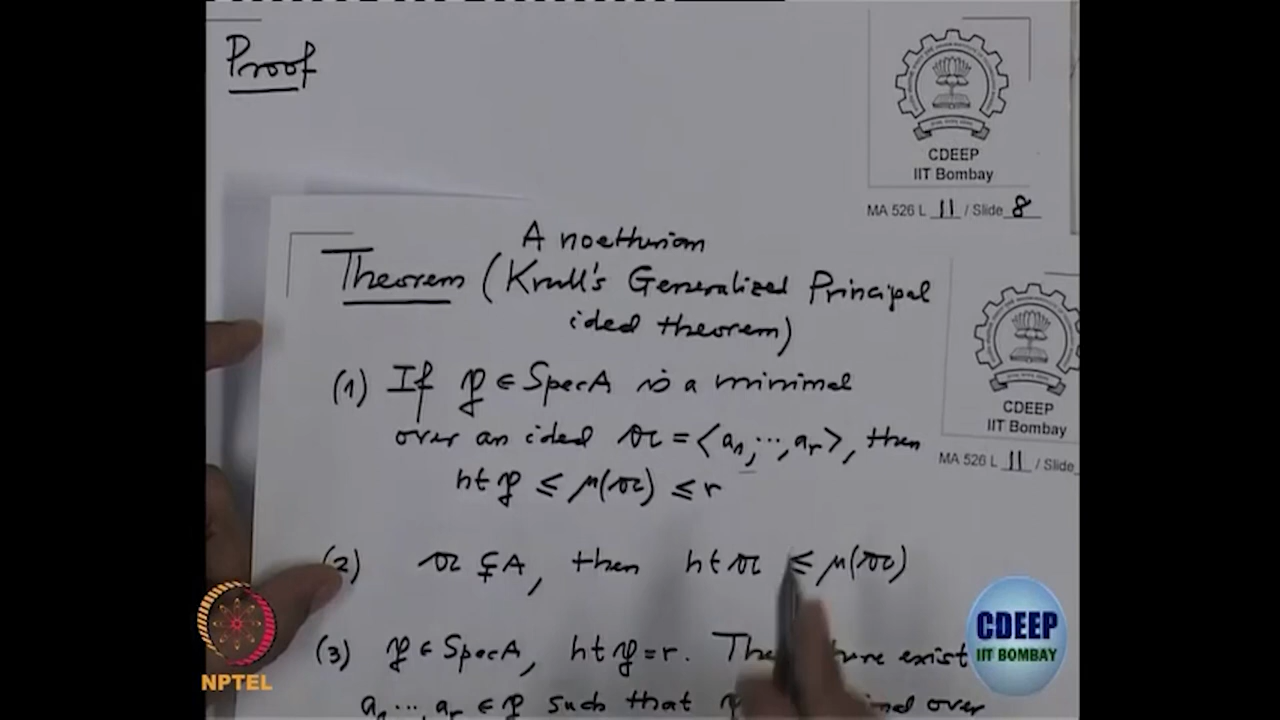 Proof
CDEEP
IIT Bombay
MA 526 L 11 / Slide 8
A noetherian
Theorem (Krull's Generalized Principal
ideal theorem)
CDEEP
IIT Bombay
MA 526 L 11 / Slide
(1) If 𝔭 ∈ Spec A is a minimal
over an ideal 𝔞 = ⟨a₁, ⋯, aᵣ⟩, then
ht 𝔭 ≤ μ(𝔞) ≤ r
(2) 𝔞 ⊊ A, then ht 𝔞 ≤ μ(𝔞)
(3) 𝔭 ∈ Spec A, ht 𝔭 = r. exist
a₁ ⋯, aᵣ ∈ 𝔭 such that over
NPTEL
CDEEP
IIT BOMBAY